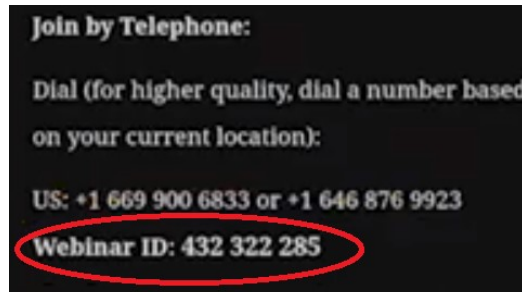 Join by Telephone:
Dial (for higher quality, dial a number based
on your current location):
US: +1 669 900 6833 or +1 646 876 9923
Webinar ID: 432 322 285